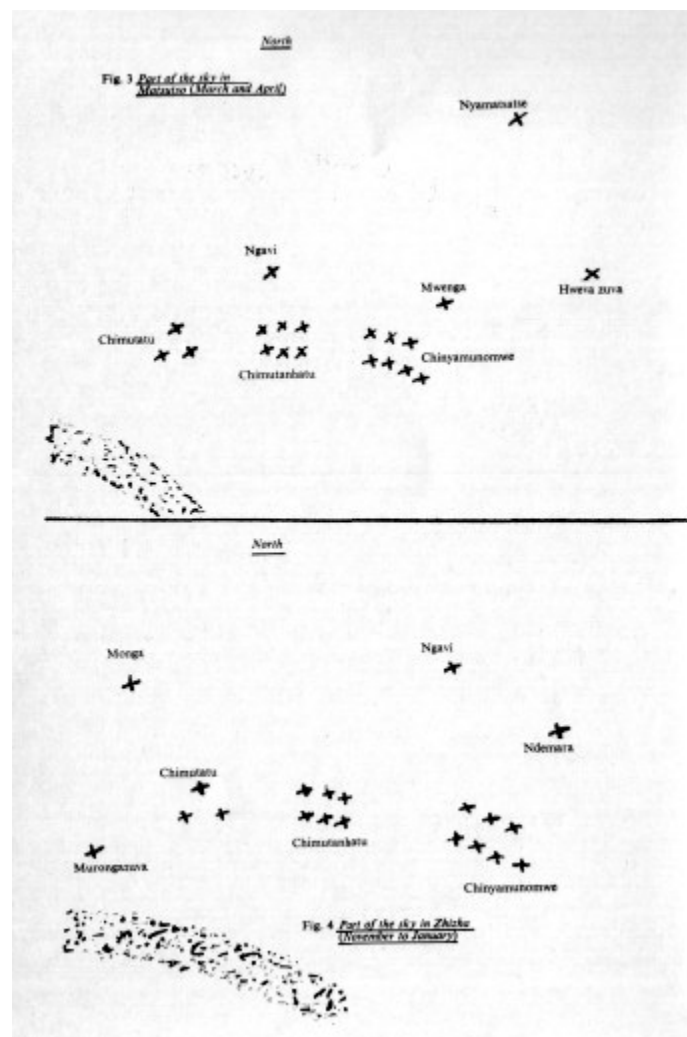 North
Fig. 3 Part of the sky in
Matsutso (March and April)
Nyamatsatse
Ngavi
Mwenga
Hweva zuva
Chimutatu
Chinyamunomwe
Chimutanhatu
North
Monga
Ngavi
Ndemara
Chimutatu
Chimutanhatu
Murongazuva
Chinyamunomwe
Fig. 4 Part of the sky in Zhizha
(November to January)